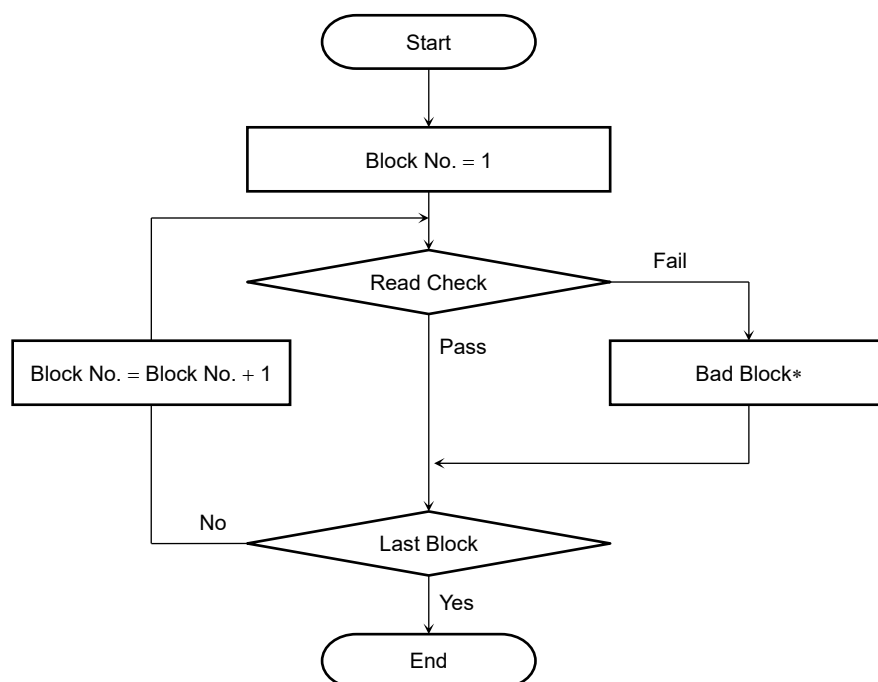 Start
Block No. = 1
Read Check
Fail
Pass
Block No. = Block No. + 1
Bad Block∗
No
Last Block
Yes
End